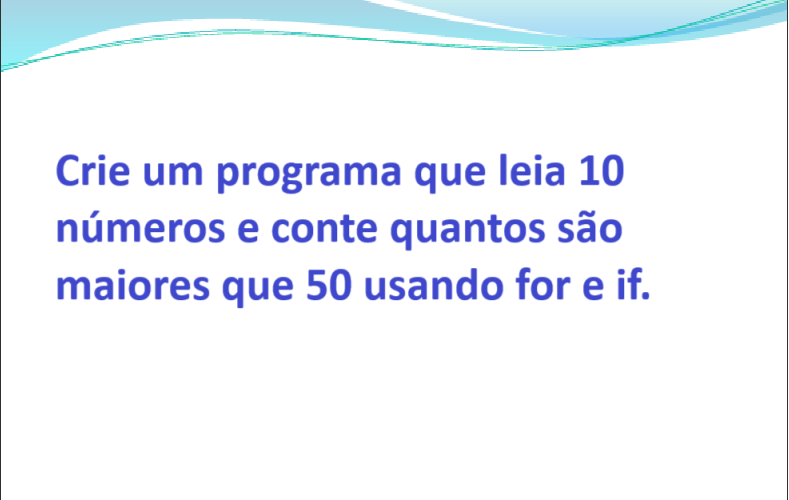 Crie um programa que leia 10
números e conte quantos são
maiores que 50 usando for e if.